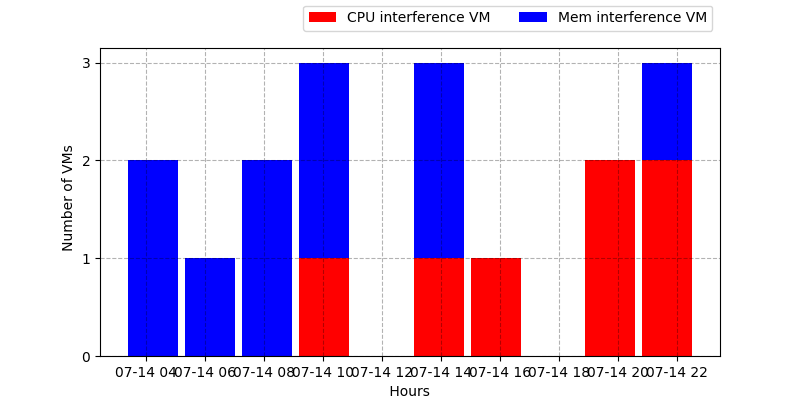 CPU interference VM Mem interference VM
3
2
1
0
Number of VMs
07-14 04 07-14 06 07-14 08 07-14 10 07-14 12 07-14 14 07-14 16 07-14 18 07-14 20 07-14 22
Hours